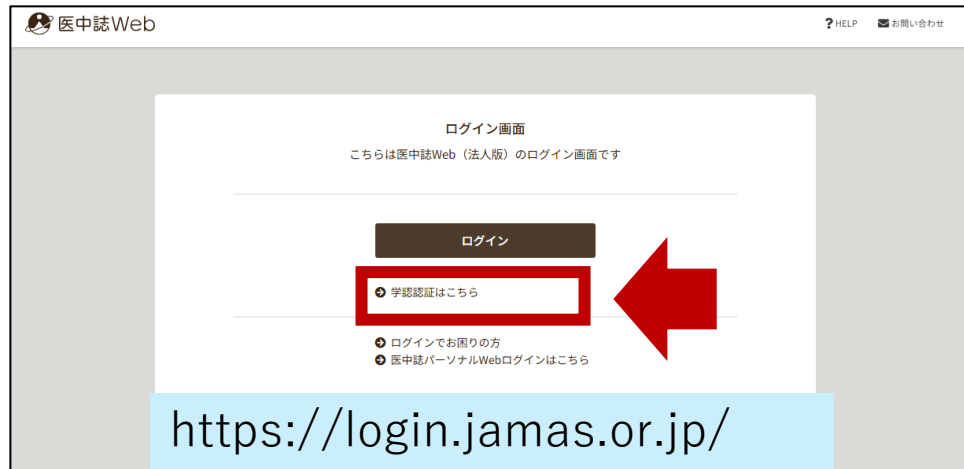 医中誌Web
?HELP お問い合わせ
ログイン画面
こちらは医中誌Web（法人版）のログイン画面です
ログイン
学認認証はこちら
ログインでお困りの方
医中誌パーソナルWebログインはこちら
https://login.jamas.or.jp/